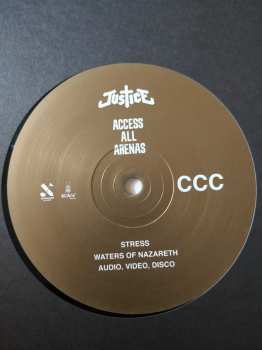 JUSTICE
ACCESS
ALL
ARENAS
CCC
STRESS
WATERS OF NAZARETH
AUDIO, VIDEO, DISCO